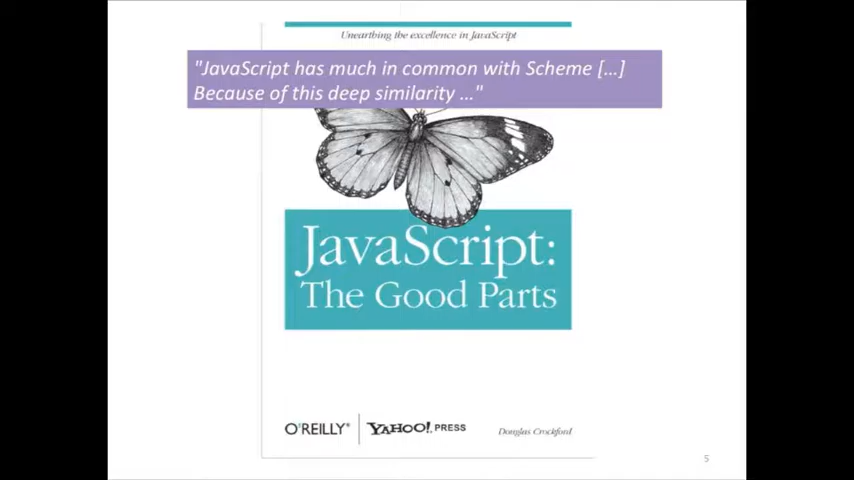 Unearthing the excellence in JavaScript
"JavaScript has much in common with Scheme […]
Because of this deep similarity …"
JavaScript:
The Good Parts
O'REILLY®
YAHOO! PRESS
Douglas Crockford
5